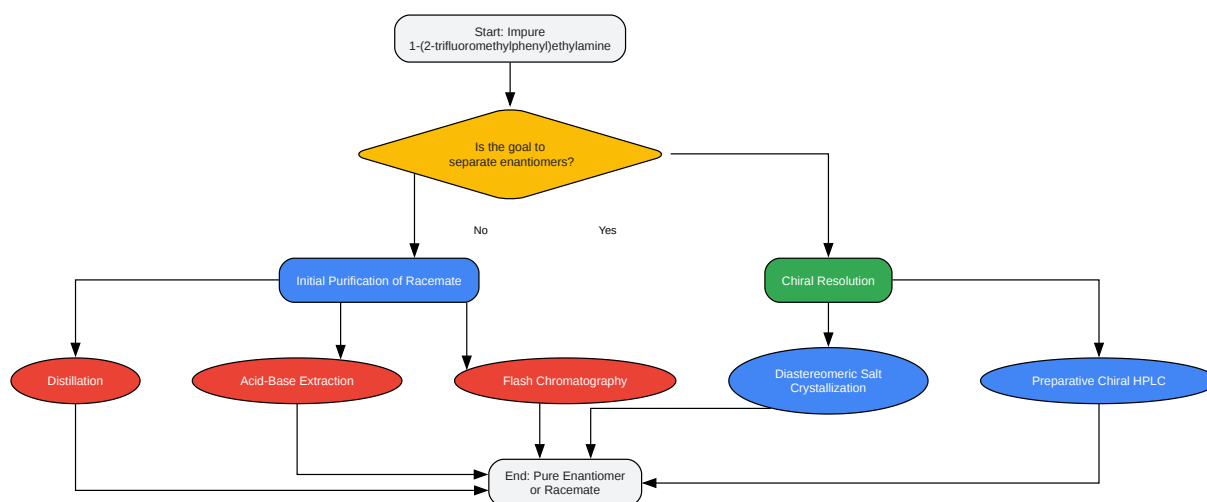 Start: Impure
1-(2-trifluoromethylphenyl)ethylamine
Is the goal to
separate enantiomers?
No
Yes
Initial Purification of Racemate
Chiral Resolution
Distillation
Acid-Base Extraction
Flash Chromatography
Diastereomeric Salt
Crystallization
Preparative Chiral HPLC
End: Pure Enantiomer
or Racemate